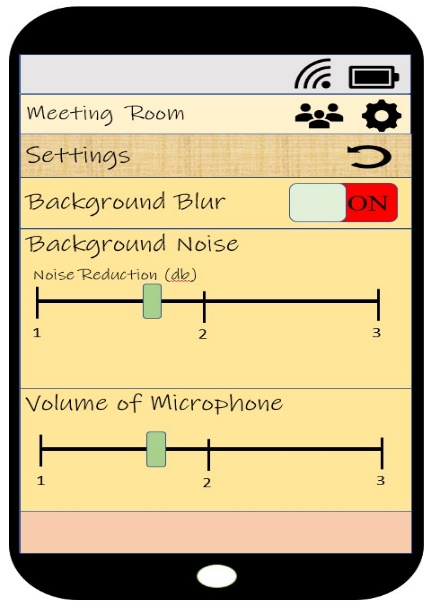 Meeting Room
Settings
Background Blur ON
Background Noise
Noise Reduction (db)
1 2 3
Volume of Microphone
1 2 3